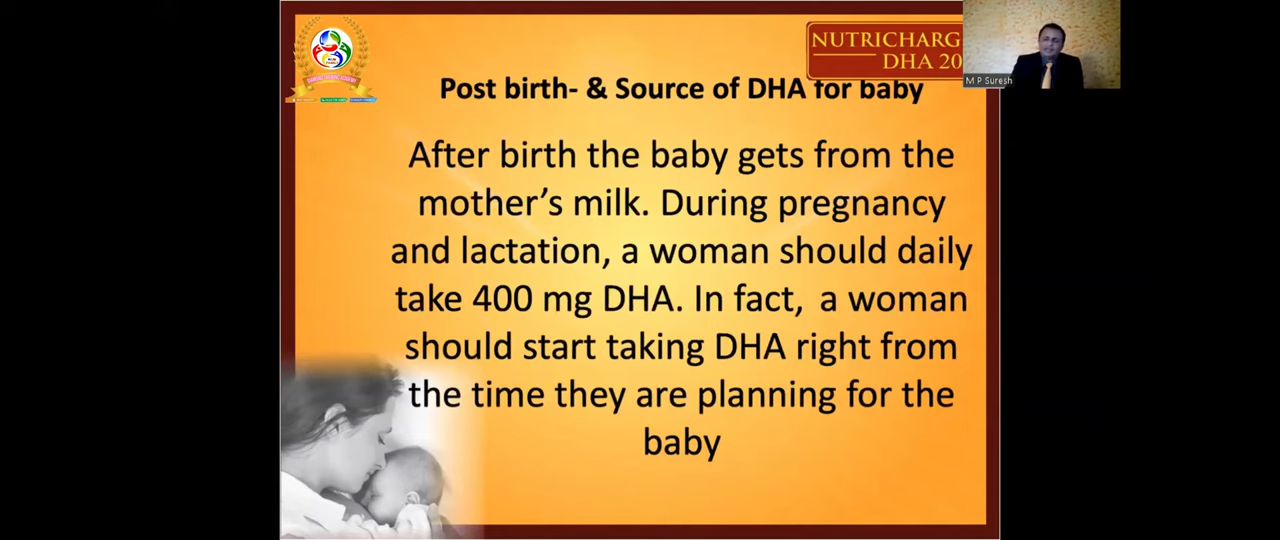 NUTRICHARG
DHA 20
M P Suresh
Post birth- & Source of DHA for baby
After birth the baby gets from the
mother's milk. During pregnancy
and lactation, a woman should daily
take 400 mg DHA. In fact, a woman
should start taking DHA right from
the time they are planning for the
baby